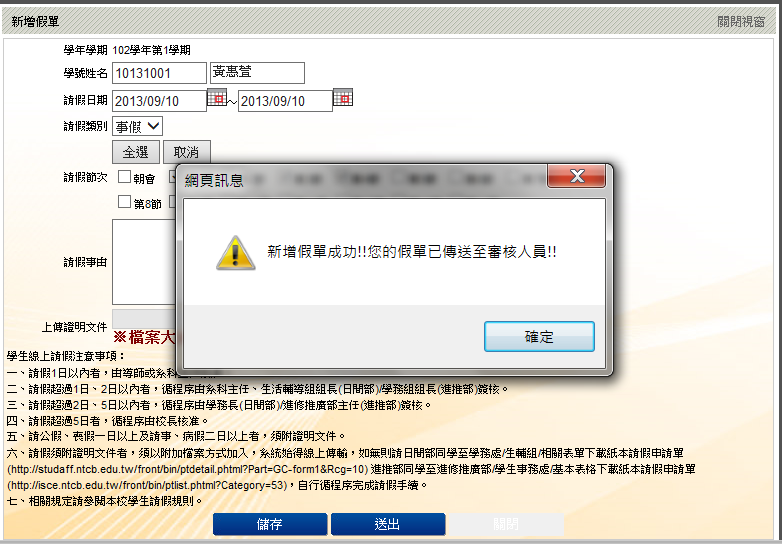 新增假單 關閉視窗
學年學期 102學年第1學期
學號姓名 10131001 黃惠萱
請假日期 2013/09/10 ～ 2013/09/10
請假類別 事假
全選 取消
請假節次 朝會
第8節
網頁訊息
新增假單成功!!您的假單已傳送至審核人員!!
確定
請假事由
上傳證明文件
※檔案大
學生線上請假注意事項：
一、請假1日以內者，由導師或系科
二、請假超過1日、2日以內者，循程序由系科主任、生活輔導組組長(日間部)/學務組組長(進推部)簽核。
三、請假超過2日、5日以內者，循程序由學務長(日間部)/進修推廣部主任(進推部)簽核。
四、請假超過5日者，循程序由校長核准。
五、請公假、喪假一日以上及請事、病假二日以上者，須附證明文件。
六、請假須附證明文件者，須以附加檔案方式加入，系統始得線上傳輸，如無則請日間部同學至學務處/生輔組/相關表單下載紙本請假申請單
(http://studaff.ntcb.edu.tw/front/bin/ptdetail.phtml?Part=GC-form1&Rcg=10) 進推部同學至進修推廣部/學生事務處/基本表格下載紙本請假申請單
(http://isce.ntcb.edu.tw/front/bin/ptlist.phtml?Category=53)，自行循程序完成請假手續。
七、相關規定請參閱本校學生請假規則。
儲存 送出 關閉